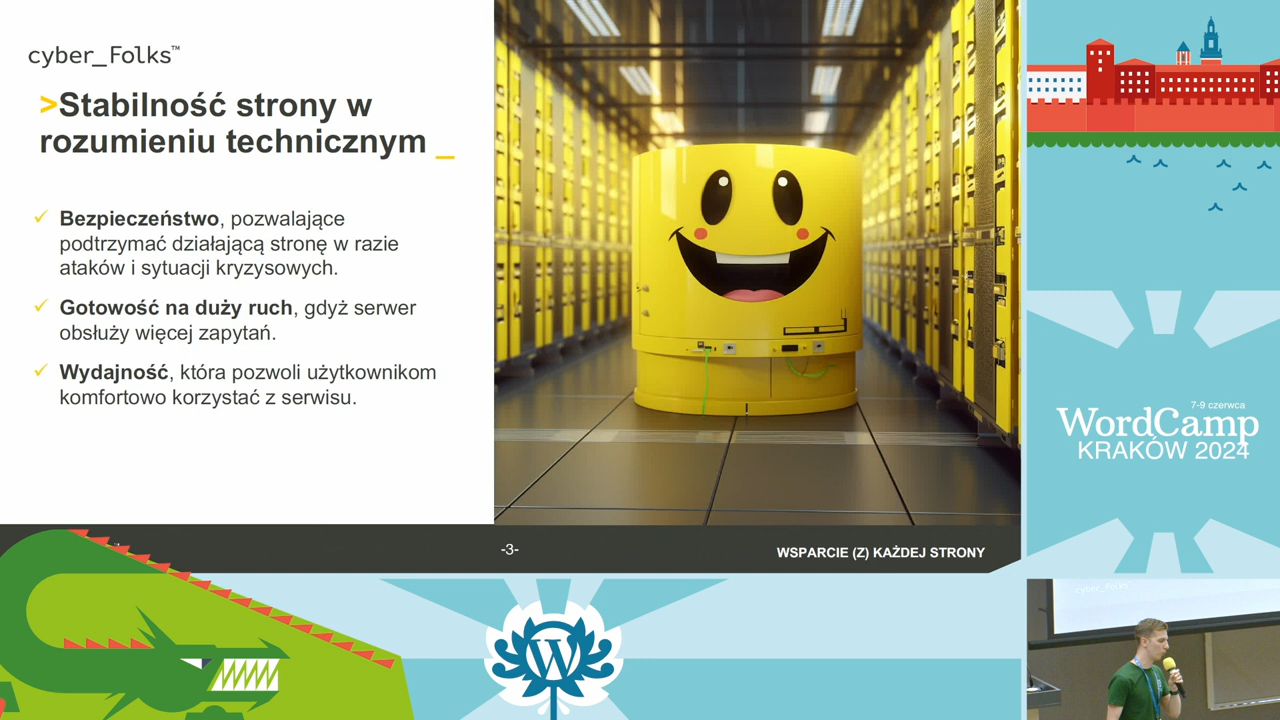 cyber_Folks™
>Stabilność strony w
rozumieniu technicznym _
Bezpieczeństwo, pozwalające
podtrzymać działającą stronę w razie
ataków i sytuacji kryzysowych.
Gotowość na duży ruch, gdyż serwer
obsłuży więcej zapytań.
Wydajność, która pozwoli użytkownikom
komfortowo korzystać z serwisu.
-3-
WSPARCIE (Z) KAŻDEJ STRONY
7-9 czerwca
WordCamp
KRAKÓW 2024
W
cyber_Folks